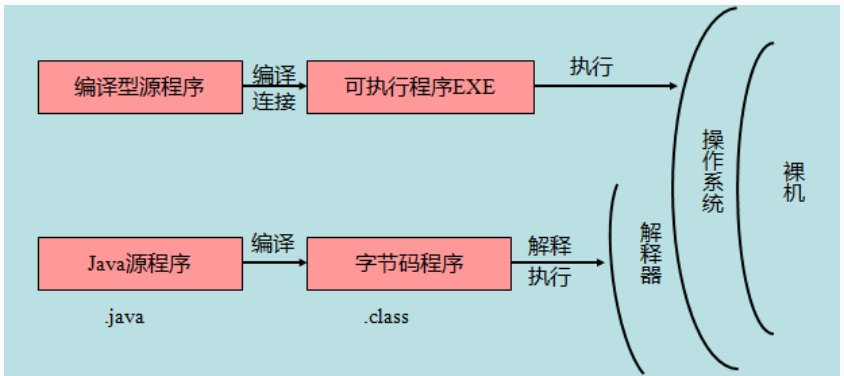 编译型源程序
编译
连接
可执行程序EXE
执行
操作系统
裸机
Java源程序
编译
字节码程序
解释
执行
解释器
.java
.class